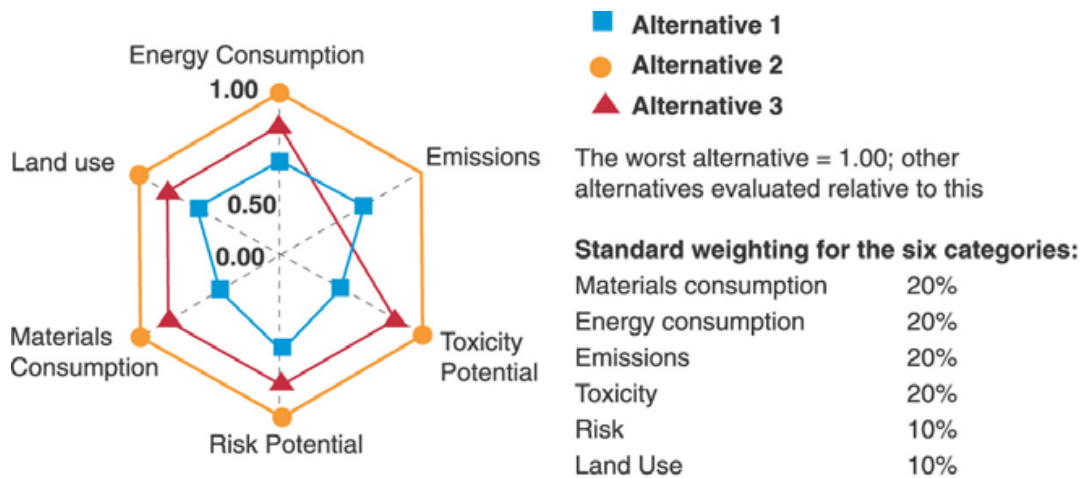 Energy Consumption
1.00
Emissions
Land use
0.50
0.00
Materials
Consumption
Toxicity
Potential
Risk Potential
Alternative 1
Alternative 2
Alternative 3
The worst alternative = 1.00; other
alternatives evaluated relative to this
Standard weighting for the six categories:
Materials consumption 20%
Energy consumption 20%
Emissions 20%
Toxicity 20%
Risk 10%
Land Use 10%